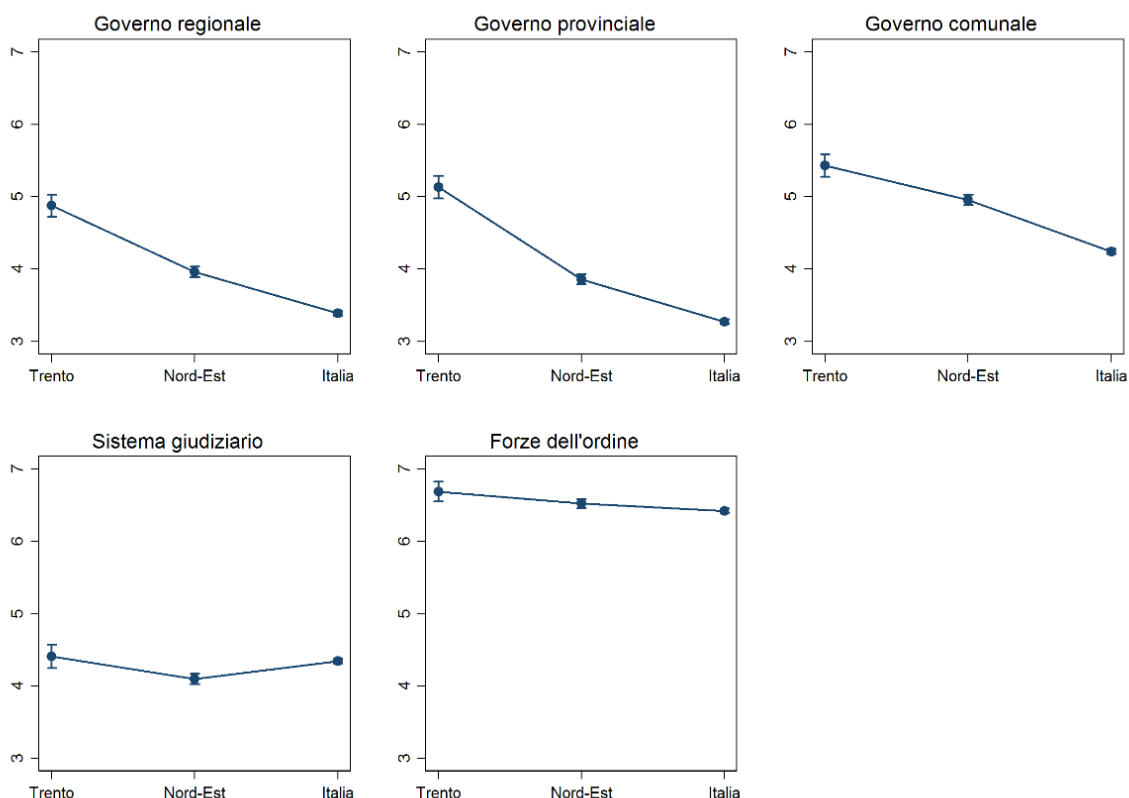 Governo regionale
7
6
5
4
3
Trento Nord-Est Italia
Governo provinciale
7
6
5
4
3
Trento Nord-Est Italia
Governo comunale
7
6
5
4
3
Trento Nord-Est Italia
Sistema giudiziario
7
6
5
4
3
Trento Nord-Est Italia
Forze dell'ordine
7
6
5
4
3
Trento Nord-Est Italia